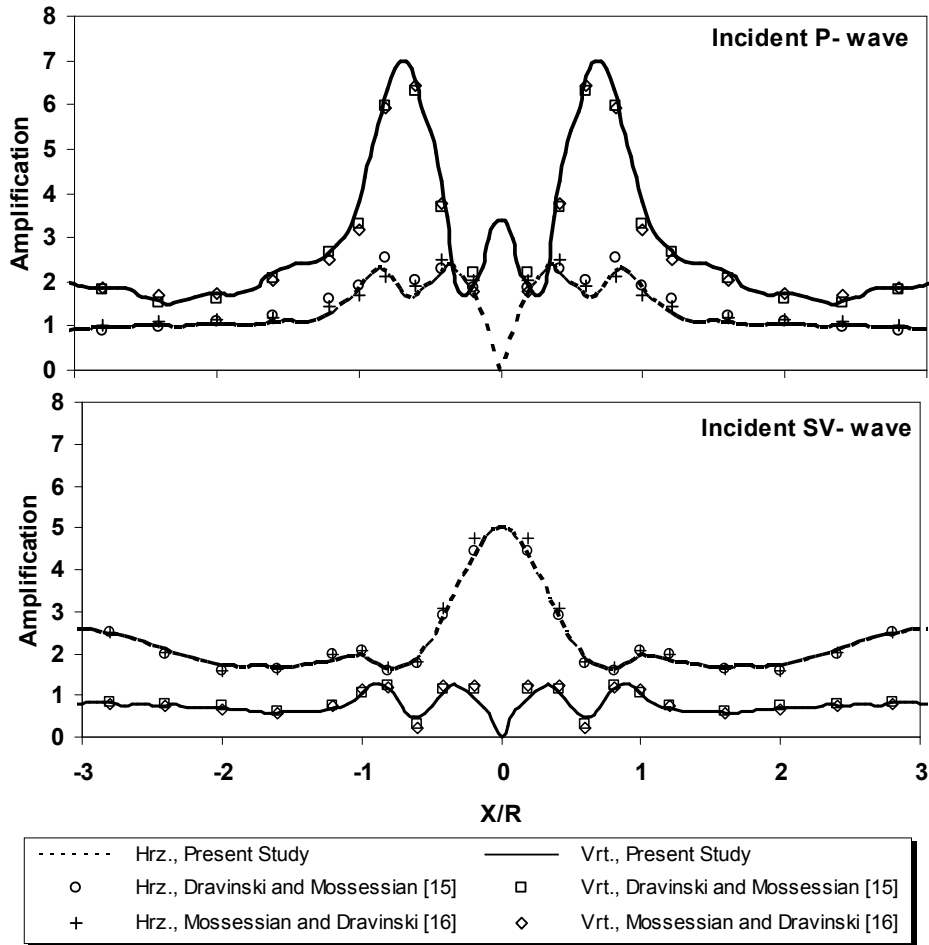 8
Incident P- wave
7
6
5
Amplification
4
3
2
1
0
8
Incident SV- wave
7
6
5
Amplification
4
3
2
1
0
-3 -2 -1 0 1 2 3
X/R
Hrz., Present Study Vrt., Present Study
Hrz., Dravinski and Mossessian [15] Vrt., Dravinski and Mossessian [15]
Hrz., Mossessian and Dravinski [16] Vrt., Mossessian and Dravinski [16]